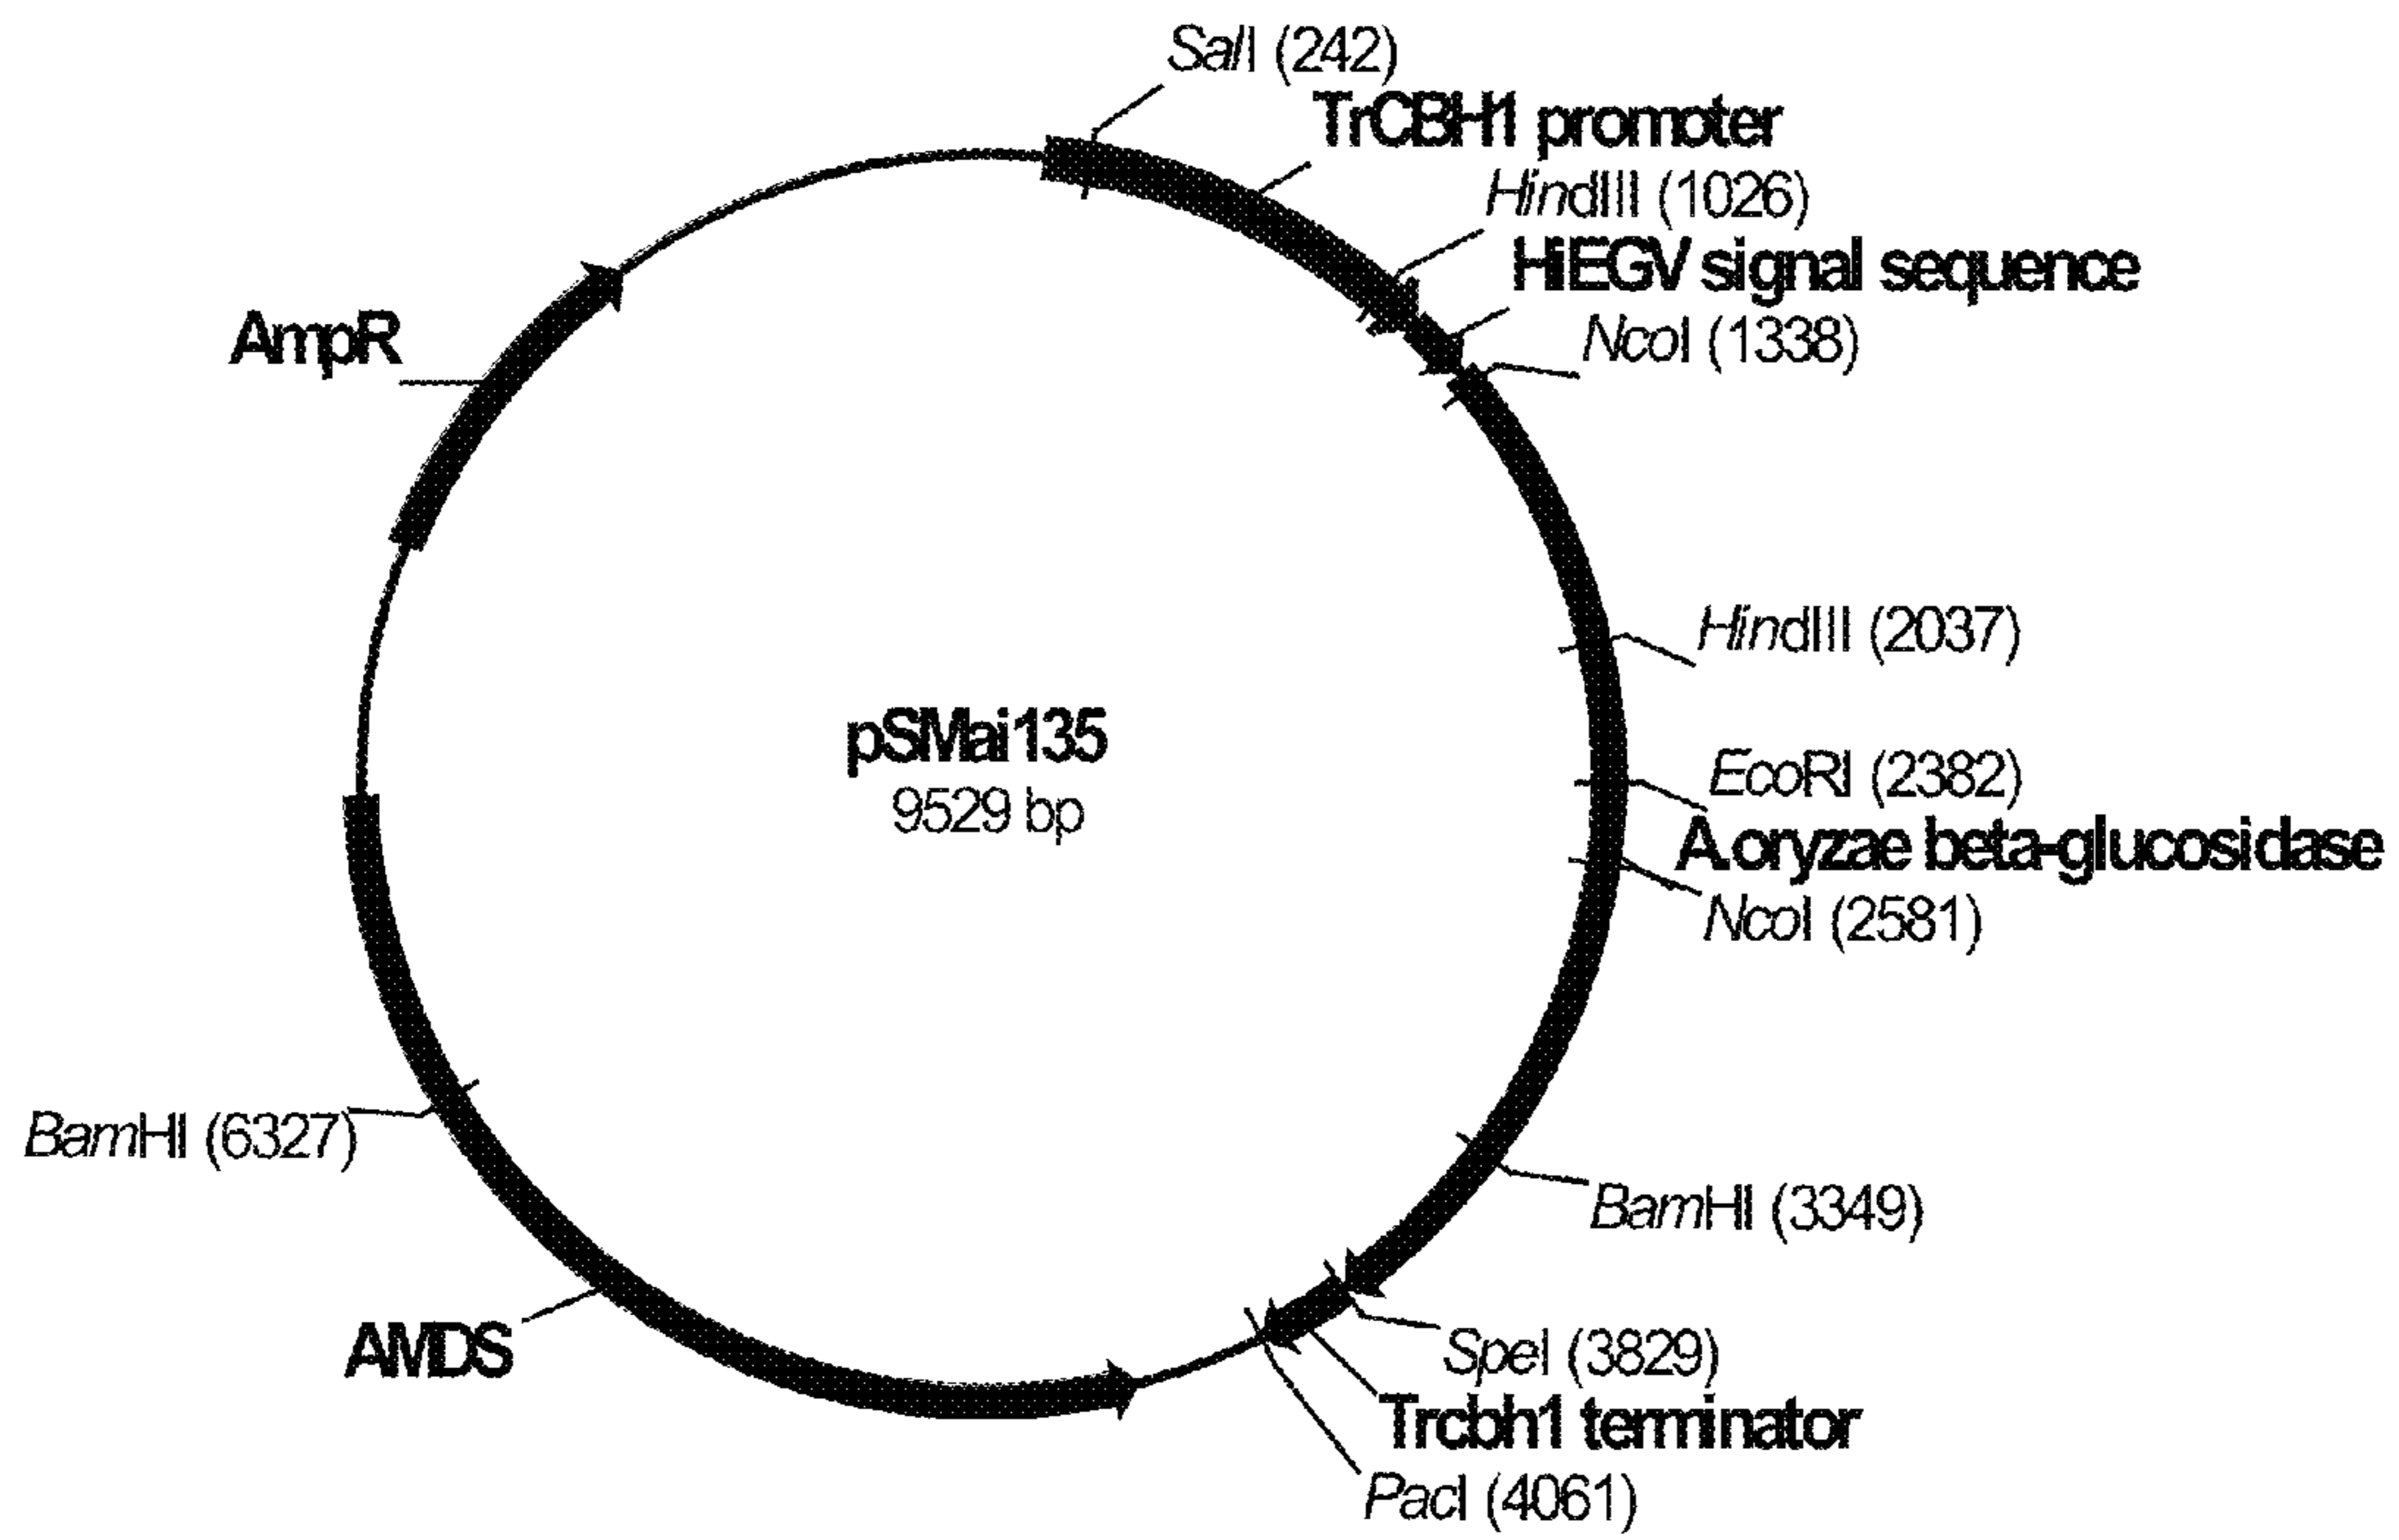 SalI (242)
TrCBH1 promoter
HindIII (1026)
HiEGV signal sequence
NcoI (1338)
AmpR
HindIII (2037)
pSMai135
9529 bp
EcoRI (2382)
A.oryzae beta-glucosidase
NcoI (2581)
BamHI (6327)
BamHI (3349)
AMDS
SpeI (3829)
Trcbh1 terminator
PacI (4061)